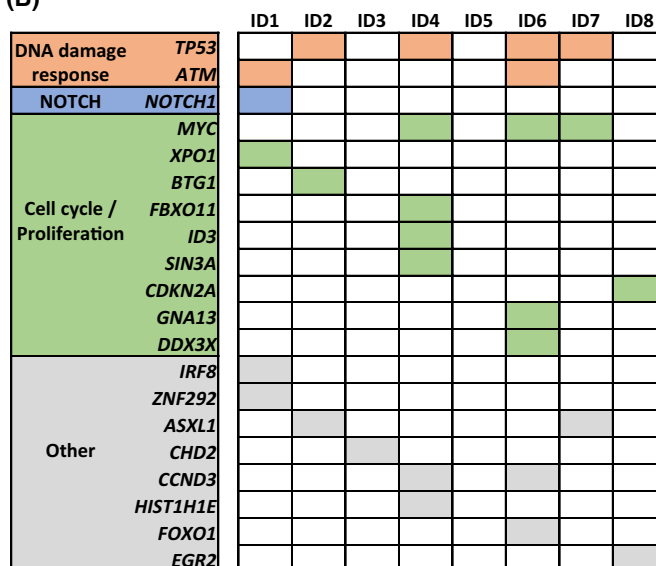 (B)
ID1 ID2 ID3 ID4 ID5 ID6 ID7 ID8
DNA damage response
TP53
ATM
NOTCH NOTCH1
Cell cycle / Proliferation
MYC
XPO1
BTG1
FBXO11
ID3
SIN3A
CDKN2A
GNA13
DDX3X
Other
IRF8
ZNF292
ASXL1
CHD2
CCND3
HIST1H1E
FOXO1
EGR2